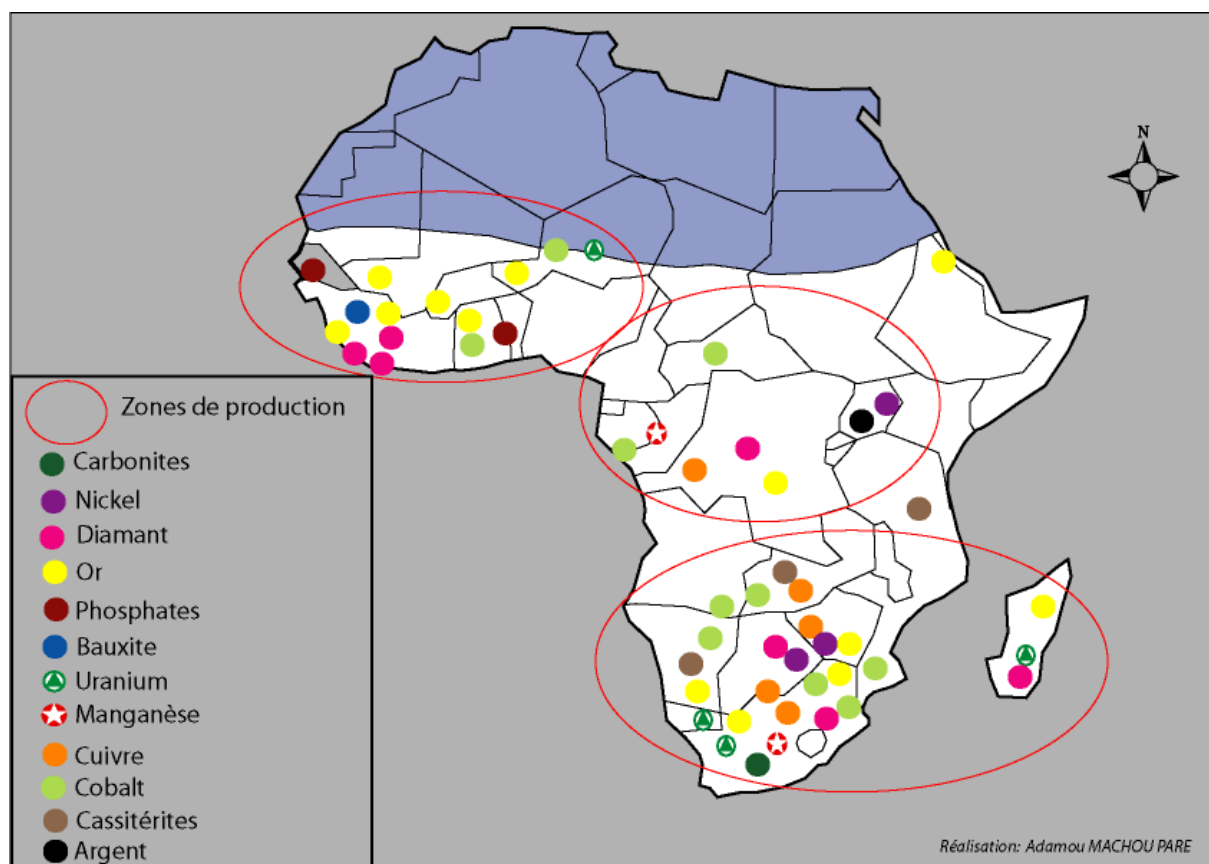 N
Zones de production
Carbonites
Nickel
Diamant
Or
Phosphates
Bauxite
Uranium
Manganèse
Cuivre
Cobalt
Cassitérites
Argent
Réalisation: Adamou MACHOU PARE